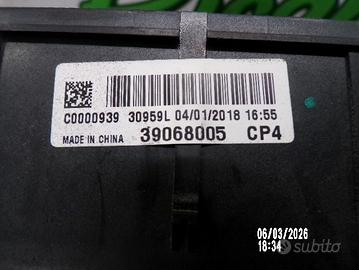 C0000939 30959L 04/01/2018 16:55
MADE IN CHINA 39068005 CP4
06/03/2026
18:34
subito